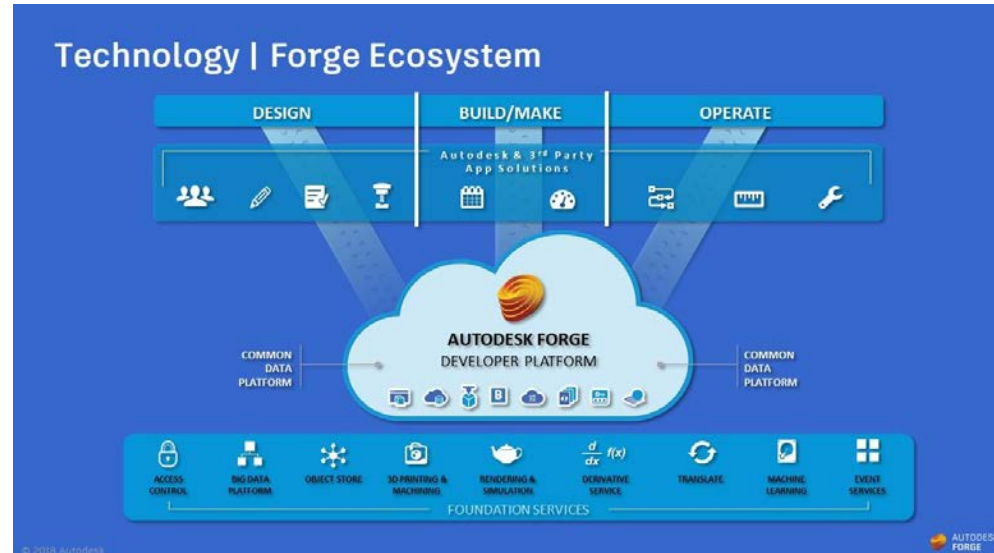 Technology | Forge Ecosystem
DESIGN
BUILD/MAKE
OPERATE
Autodesk & 3rd Party
App Solutions
AUTODESK FORGE
DEVELOPER PLATFORM
COMMON
DATA
PLATFORM
COMMON
DATA
PLATFORM
B
d/dx f(x)
ACCESS
CONTROL
BIG DATA
PLATFORM
OBJECT STORE
3D PRINTING &
MACHINING
RENDERING &
SIMULATION
DERIVATIVE
SERVICE
TRANSLATE
MACHINE
LEARNING
EVENT
SERVICES
FOUNDATION SERVICES
Autodesk
AUTODES
FORGE